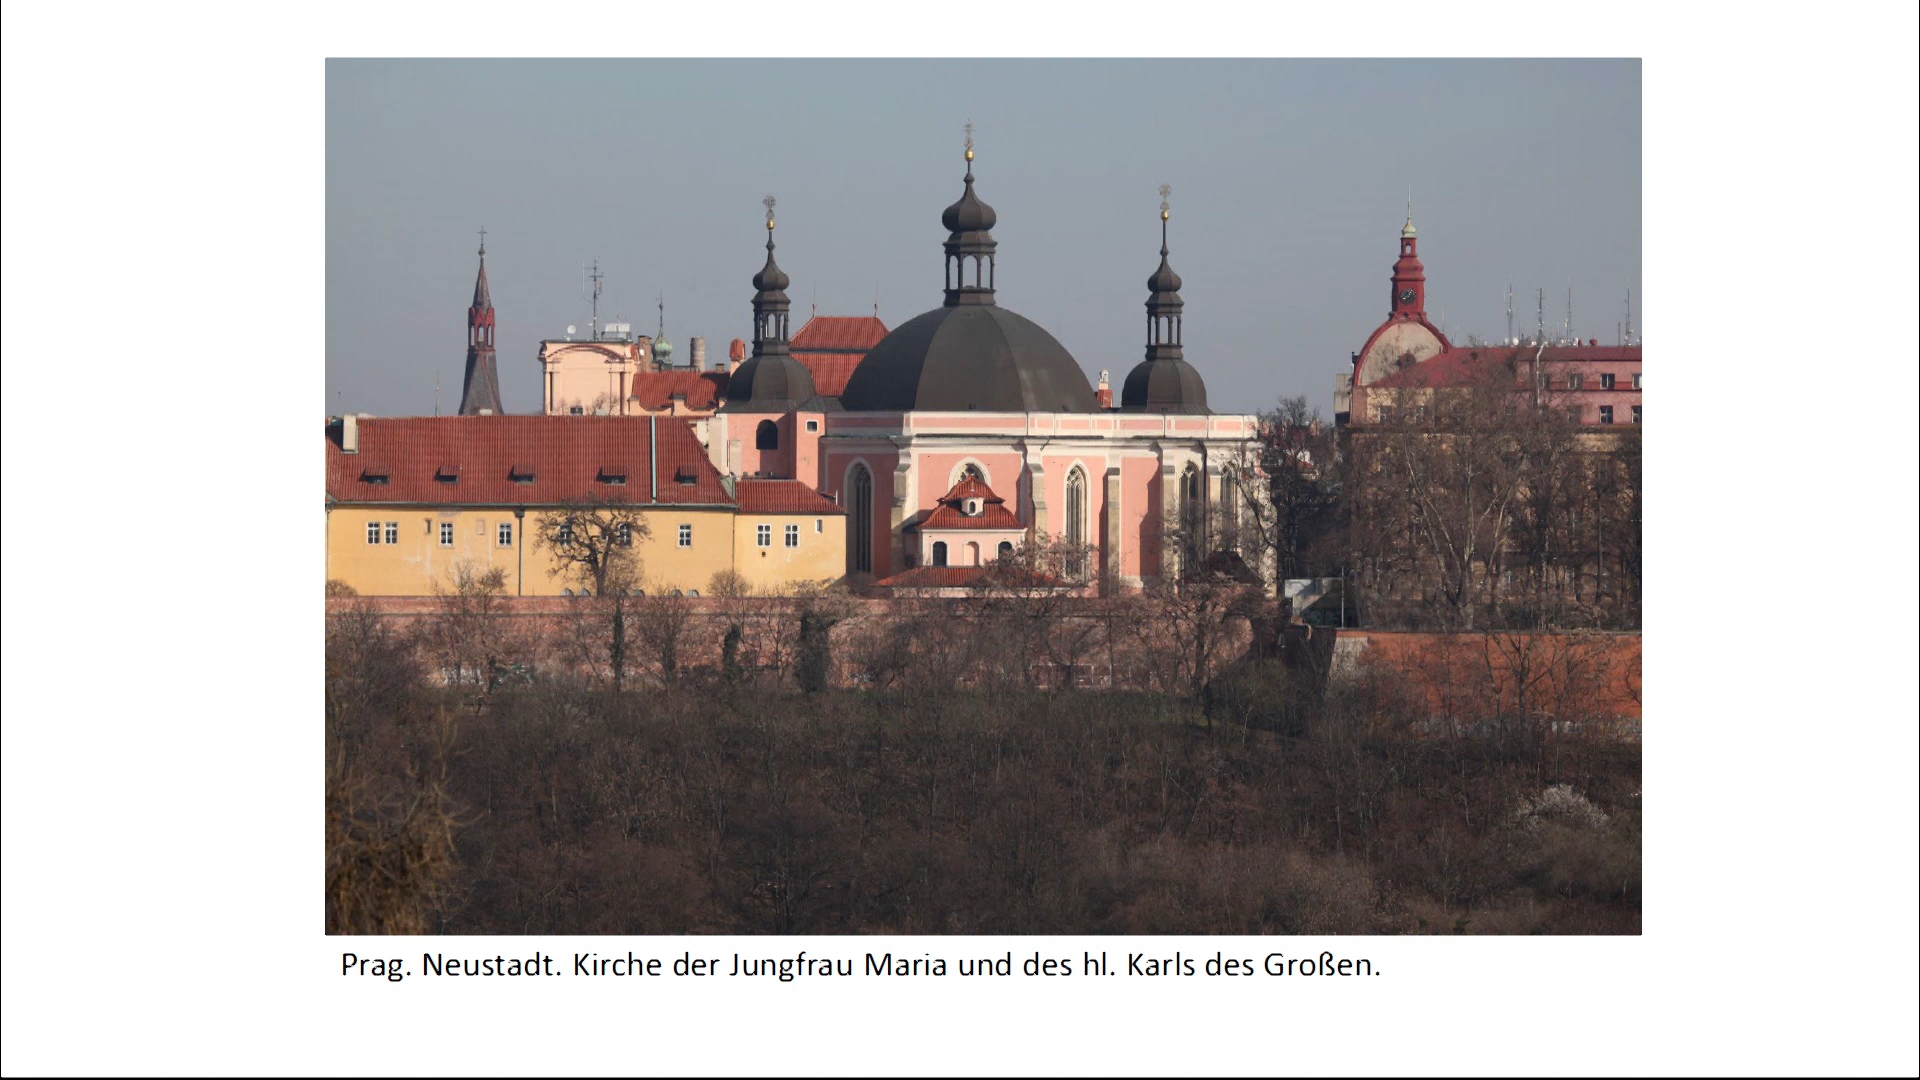 Prag. Neustadt. Kirche der Jungfrau Maria und des hl. Karls des Großen.